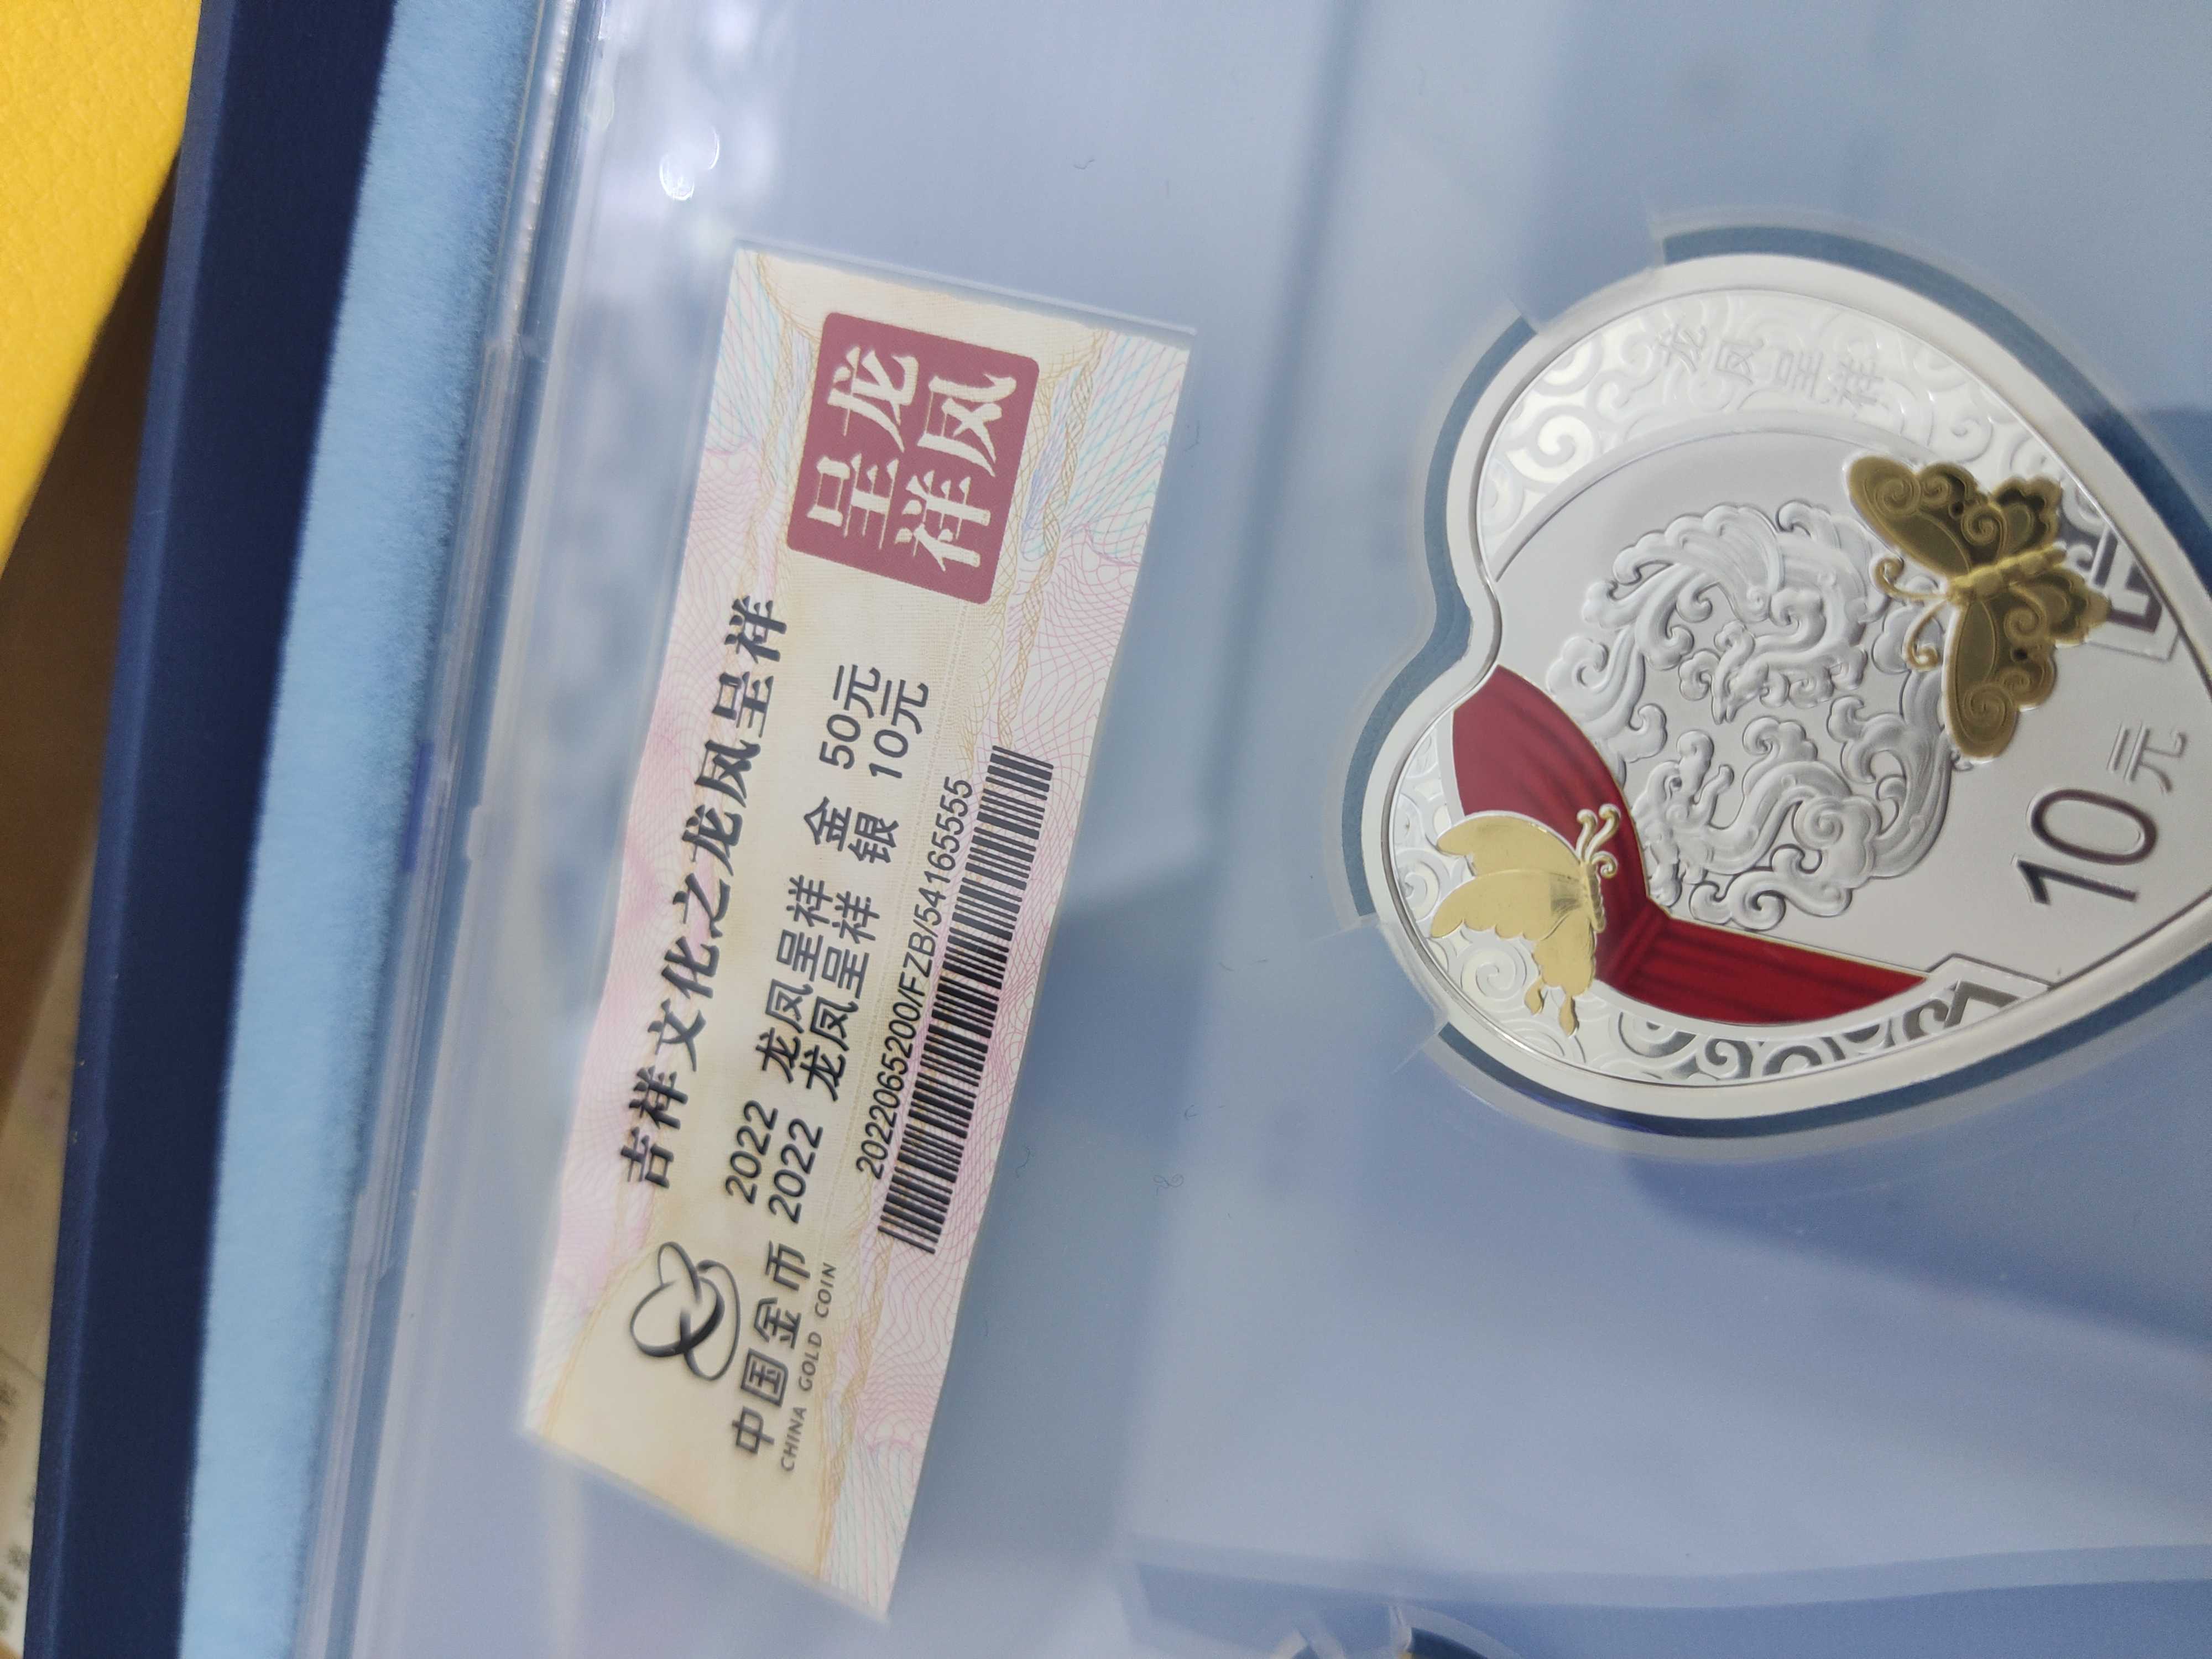 吉祥文化之龙凤呈祥
2022 龙凤呈祥 金 50元
2022 龙凤呈祥 银 10元
2022065200/FZB/54165555
中国金币
CHINA GOLD COIN
龙凤
呈祥
龙凤呈祥
10元